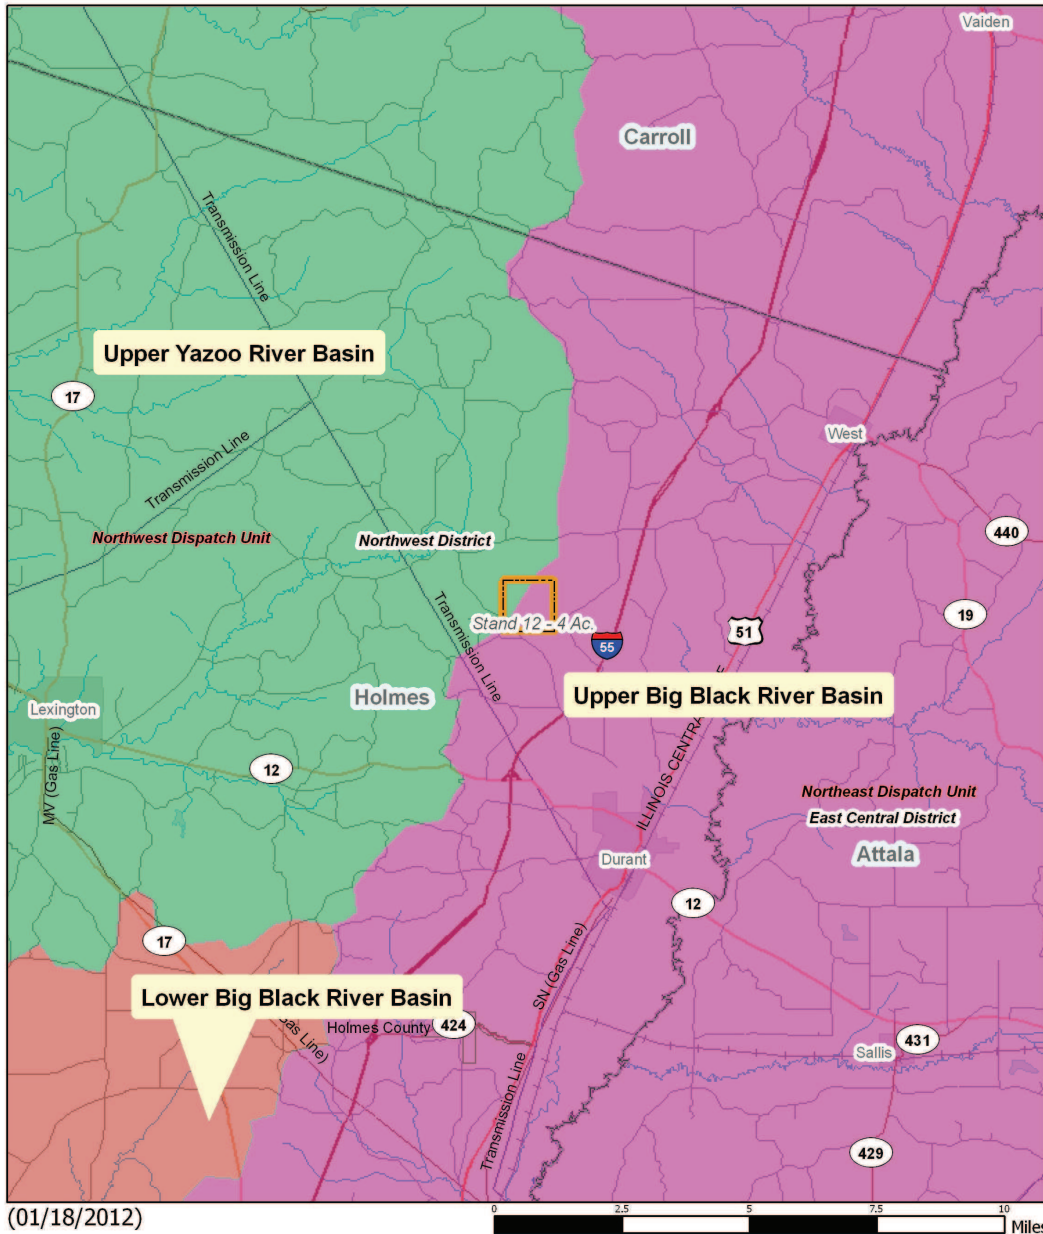 Vaiden
Carroll
Transmission Line
Upper Yazoo River Basin
17
West
Transmission Line
Northwest Dispatch Unit
Northwest District
440
19
Transmission Line
Stand 12 - 4 Ac.
55
51
Holmes
Upper Big Black River Basin
Lexington
MV (Gas Line)
12
ILLINOIS CENTRA
Northeast Dispatch Unit
East Central District
Attala
Durant
12
17
SN (Gas Line)
Lower Big Black River Basin
Gas Line)
Holmes County
424
431
Sallis
Transmission Line
429
(01/18/2012)
0 2.5 5 7.5 10
Miles